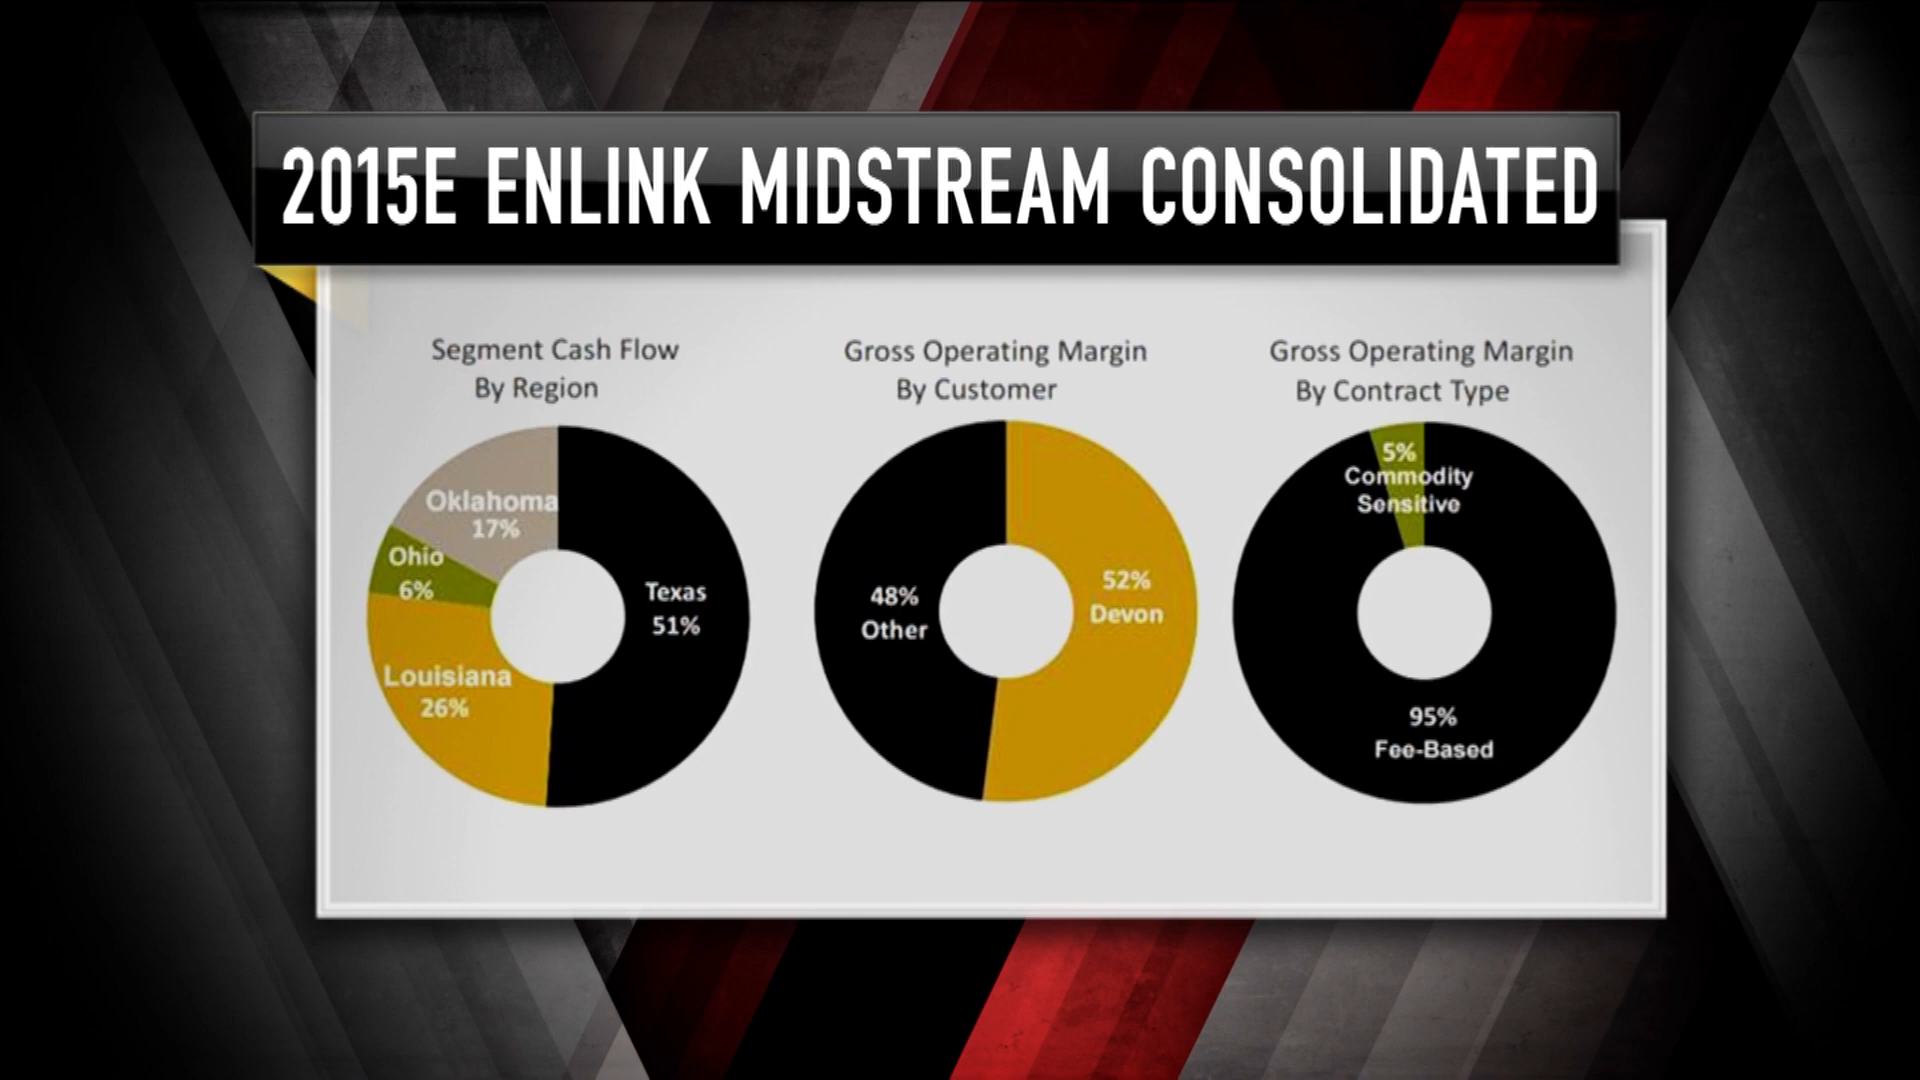 2015E ENLINK MIDSTREAM CONSOLIDATED
Segment Cash Flow
By Region
Oklahoma
17%
Ohio
6%
Texas
51%
Louisiana
26%
Gross Operating Margin
By Customer
48%
Other
52%
Devon
Gross Operating Margin
By Contract Type
5%
Commodity
Sensitive
95%
Fee-Based